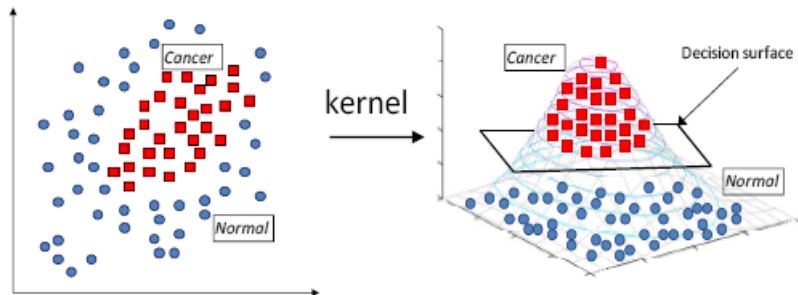 Cancer
Normal
kernel
Cancer
Decision surface
Normal